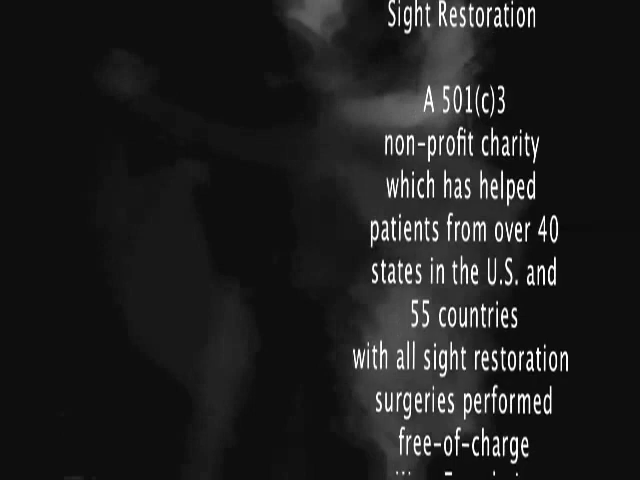 Sight Restoration
A 501(c)3
non-profit charity
which has helped
patients from over 40
states in the U.S. and
55 countries
with all sight restoration
surgeries performed
free-of-charge